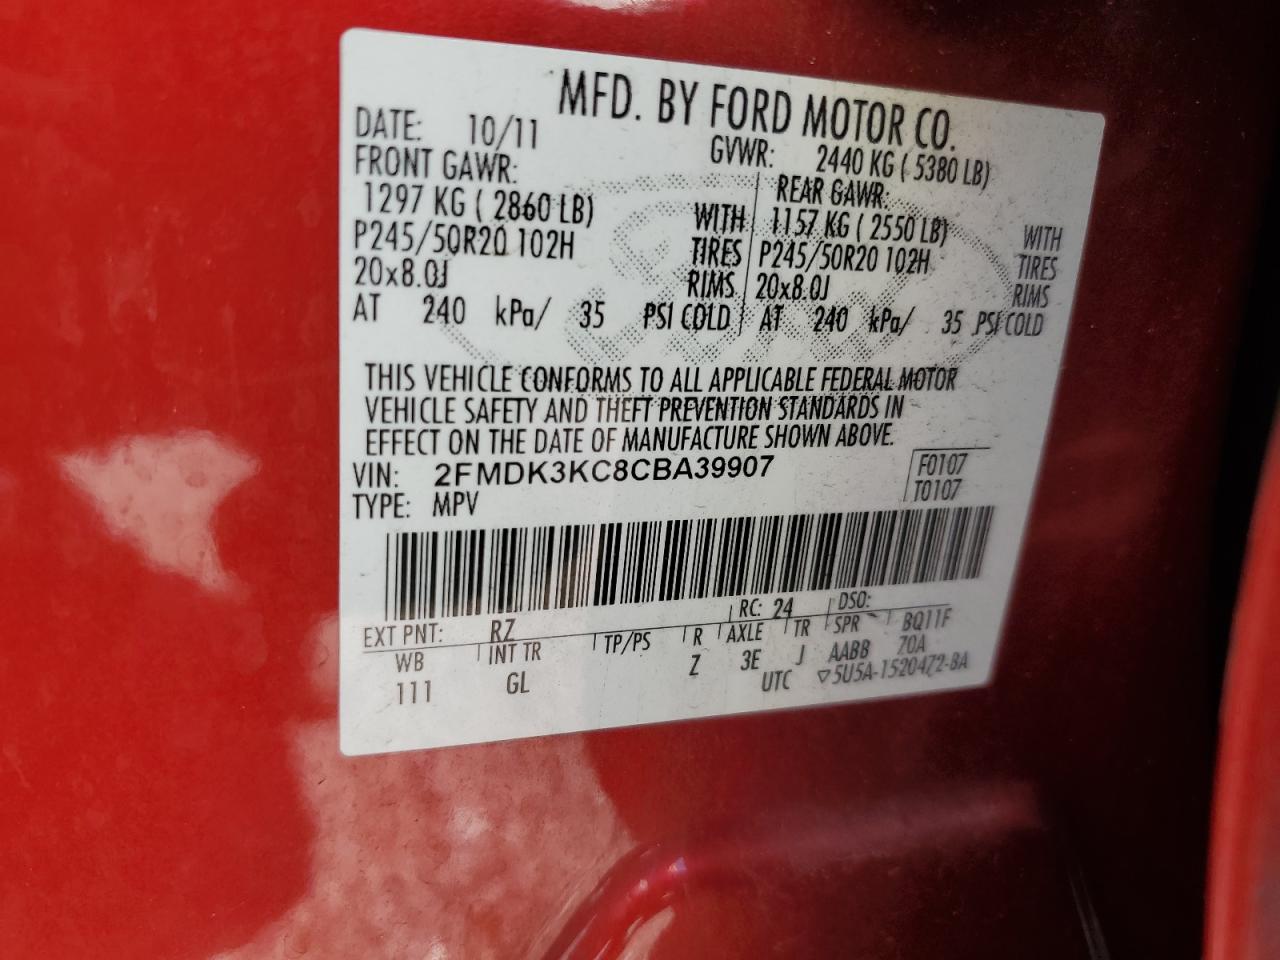 MFD. BY FORD MOTOR CO.
DATE: 10/11 GVWR: 2440 KG ( 5380 LB)
FRONT GAWR: REAR GAWR:
1297 KG ( 2860 LB) WITH 1157 KG ( 2550 LB) WITH
P245/50R20 102H TIRES P245/50R20 102H TIRES
20x8.0J RIMS 20x8.0J RIMS
AT 240 kPa/ 35 PSI COLD AT 240 kPa/ 35 PSI COLD
THIS VEHICLE CONFORMS TO ALL APPLICABLE FEDERAL MOTOR
VEHICLE SAFETY AND THEFT PREVENTION STANDARDS IN
EFFECT ON THE DATE OF MANUFACTURE SHOWN ABOVE.
VIN: 2FMDK3KC8CBA39907 F0107
TYPE: MPV T0107
EXT PNT: RZ RC: 24 DSO:
WB INT TR TP/PS R AXLE TR SPR BQ11F
111 GL Z 3E J AABB 70A
UTC ▽5U5A-1520472-BA